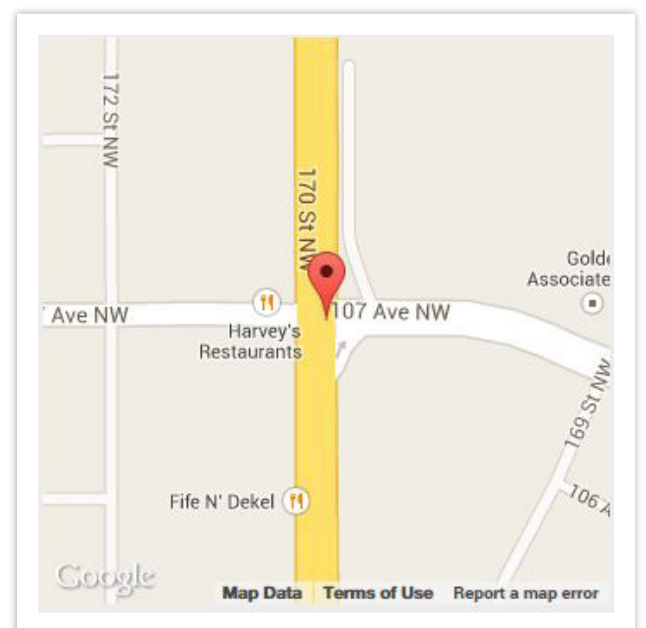 172 St NW
170 St NW
Golde
Associate
' Ave NW
107 Ave NW
Harvey's
Restaurants
169 St NW
106 A
Fife N' Dekel
Google
Map Data Terms of Use Report a map error